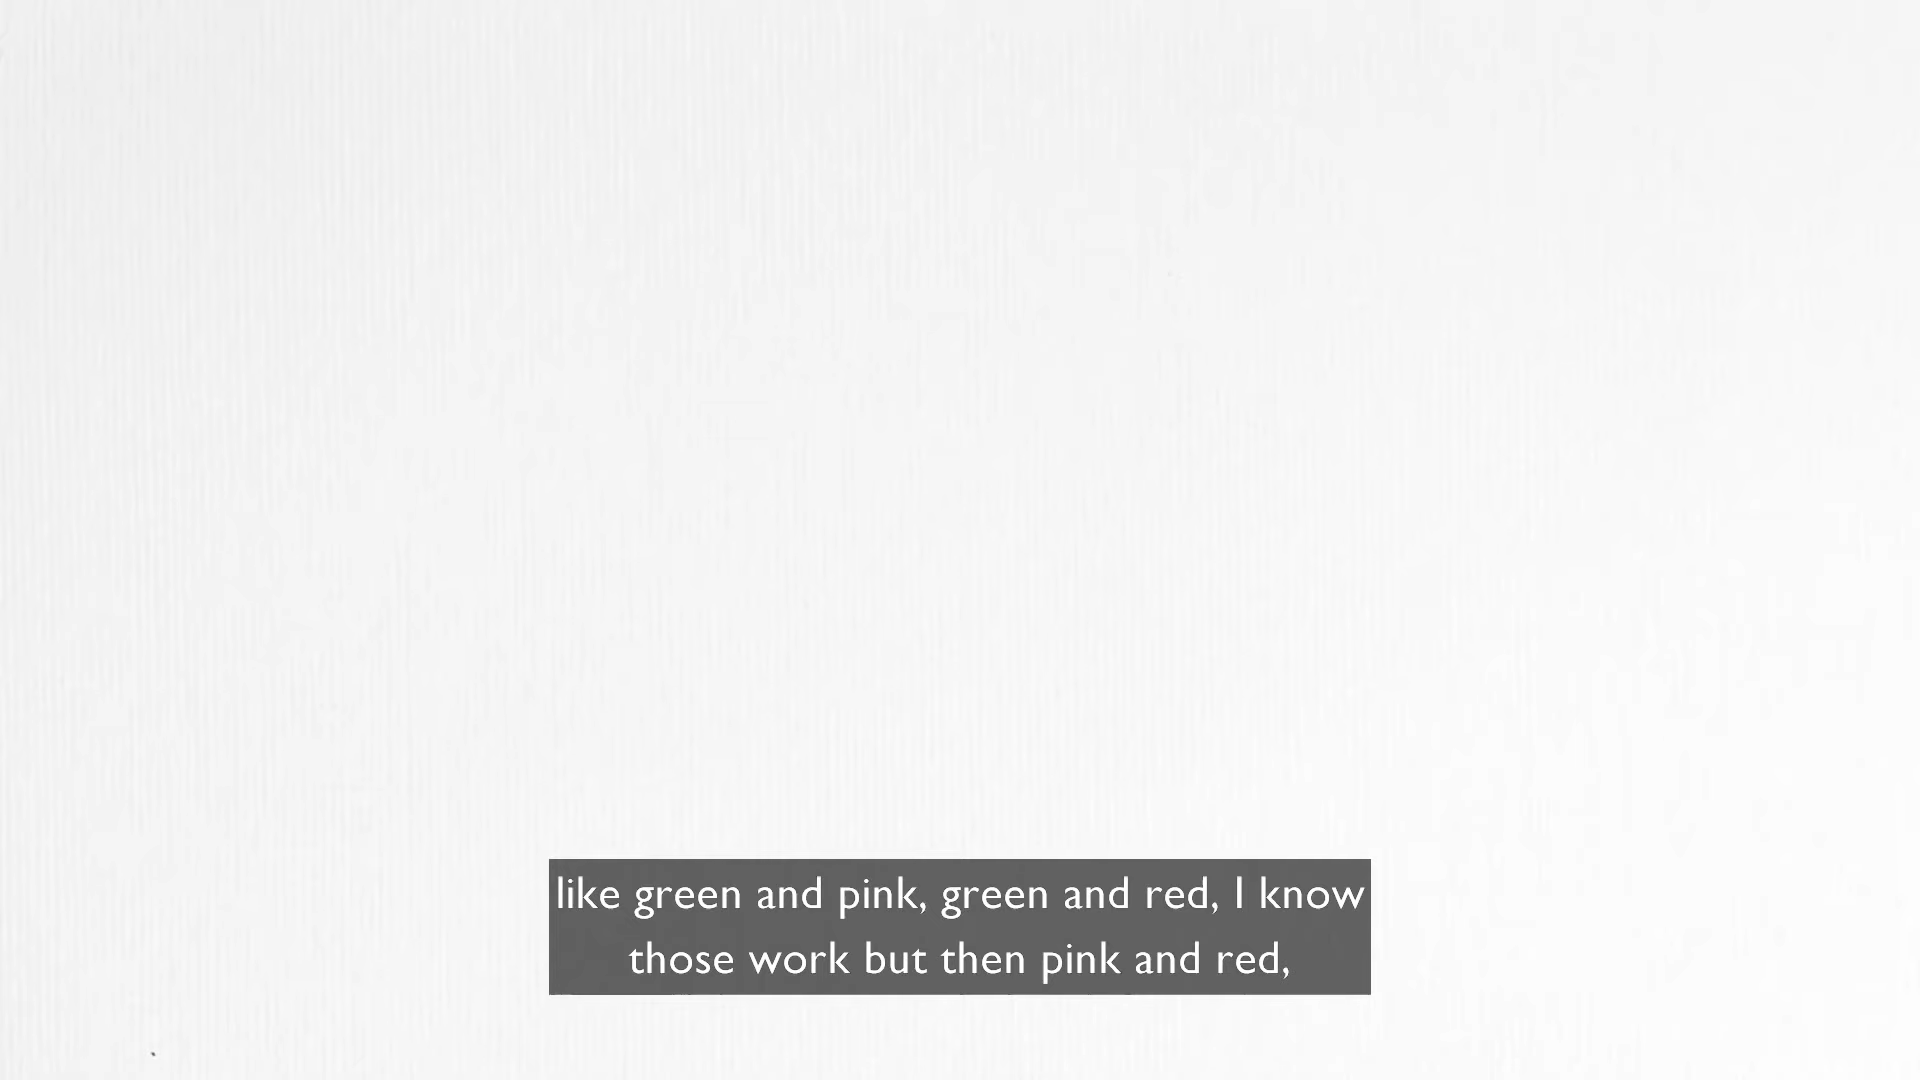 like green and pink, green and red, I know
those work but then pink and red,